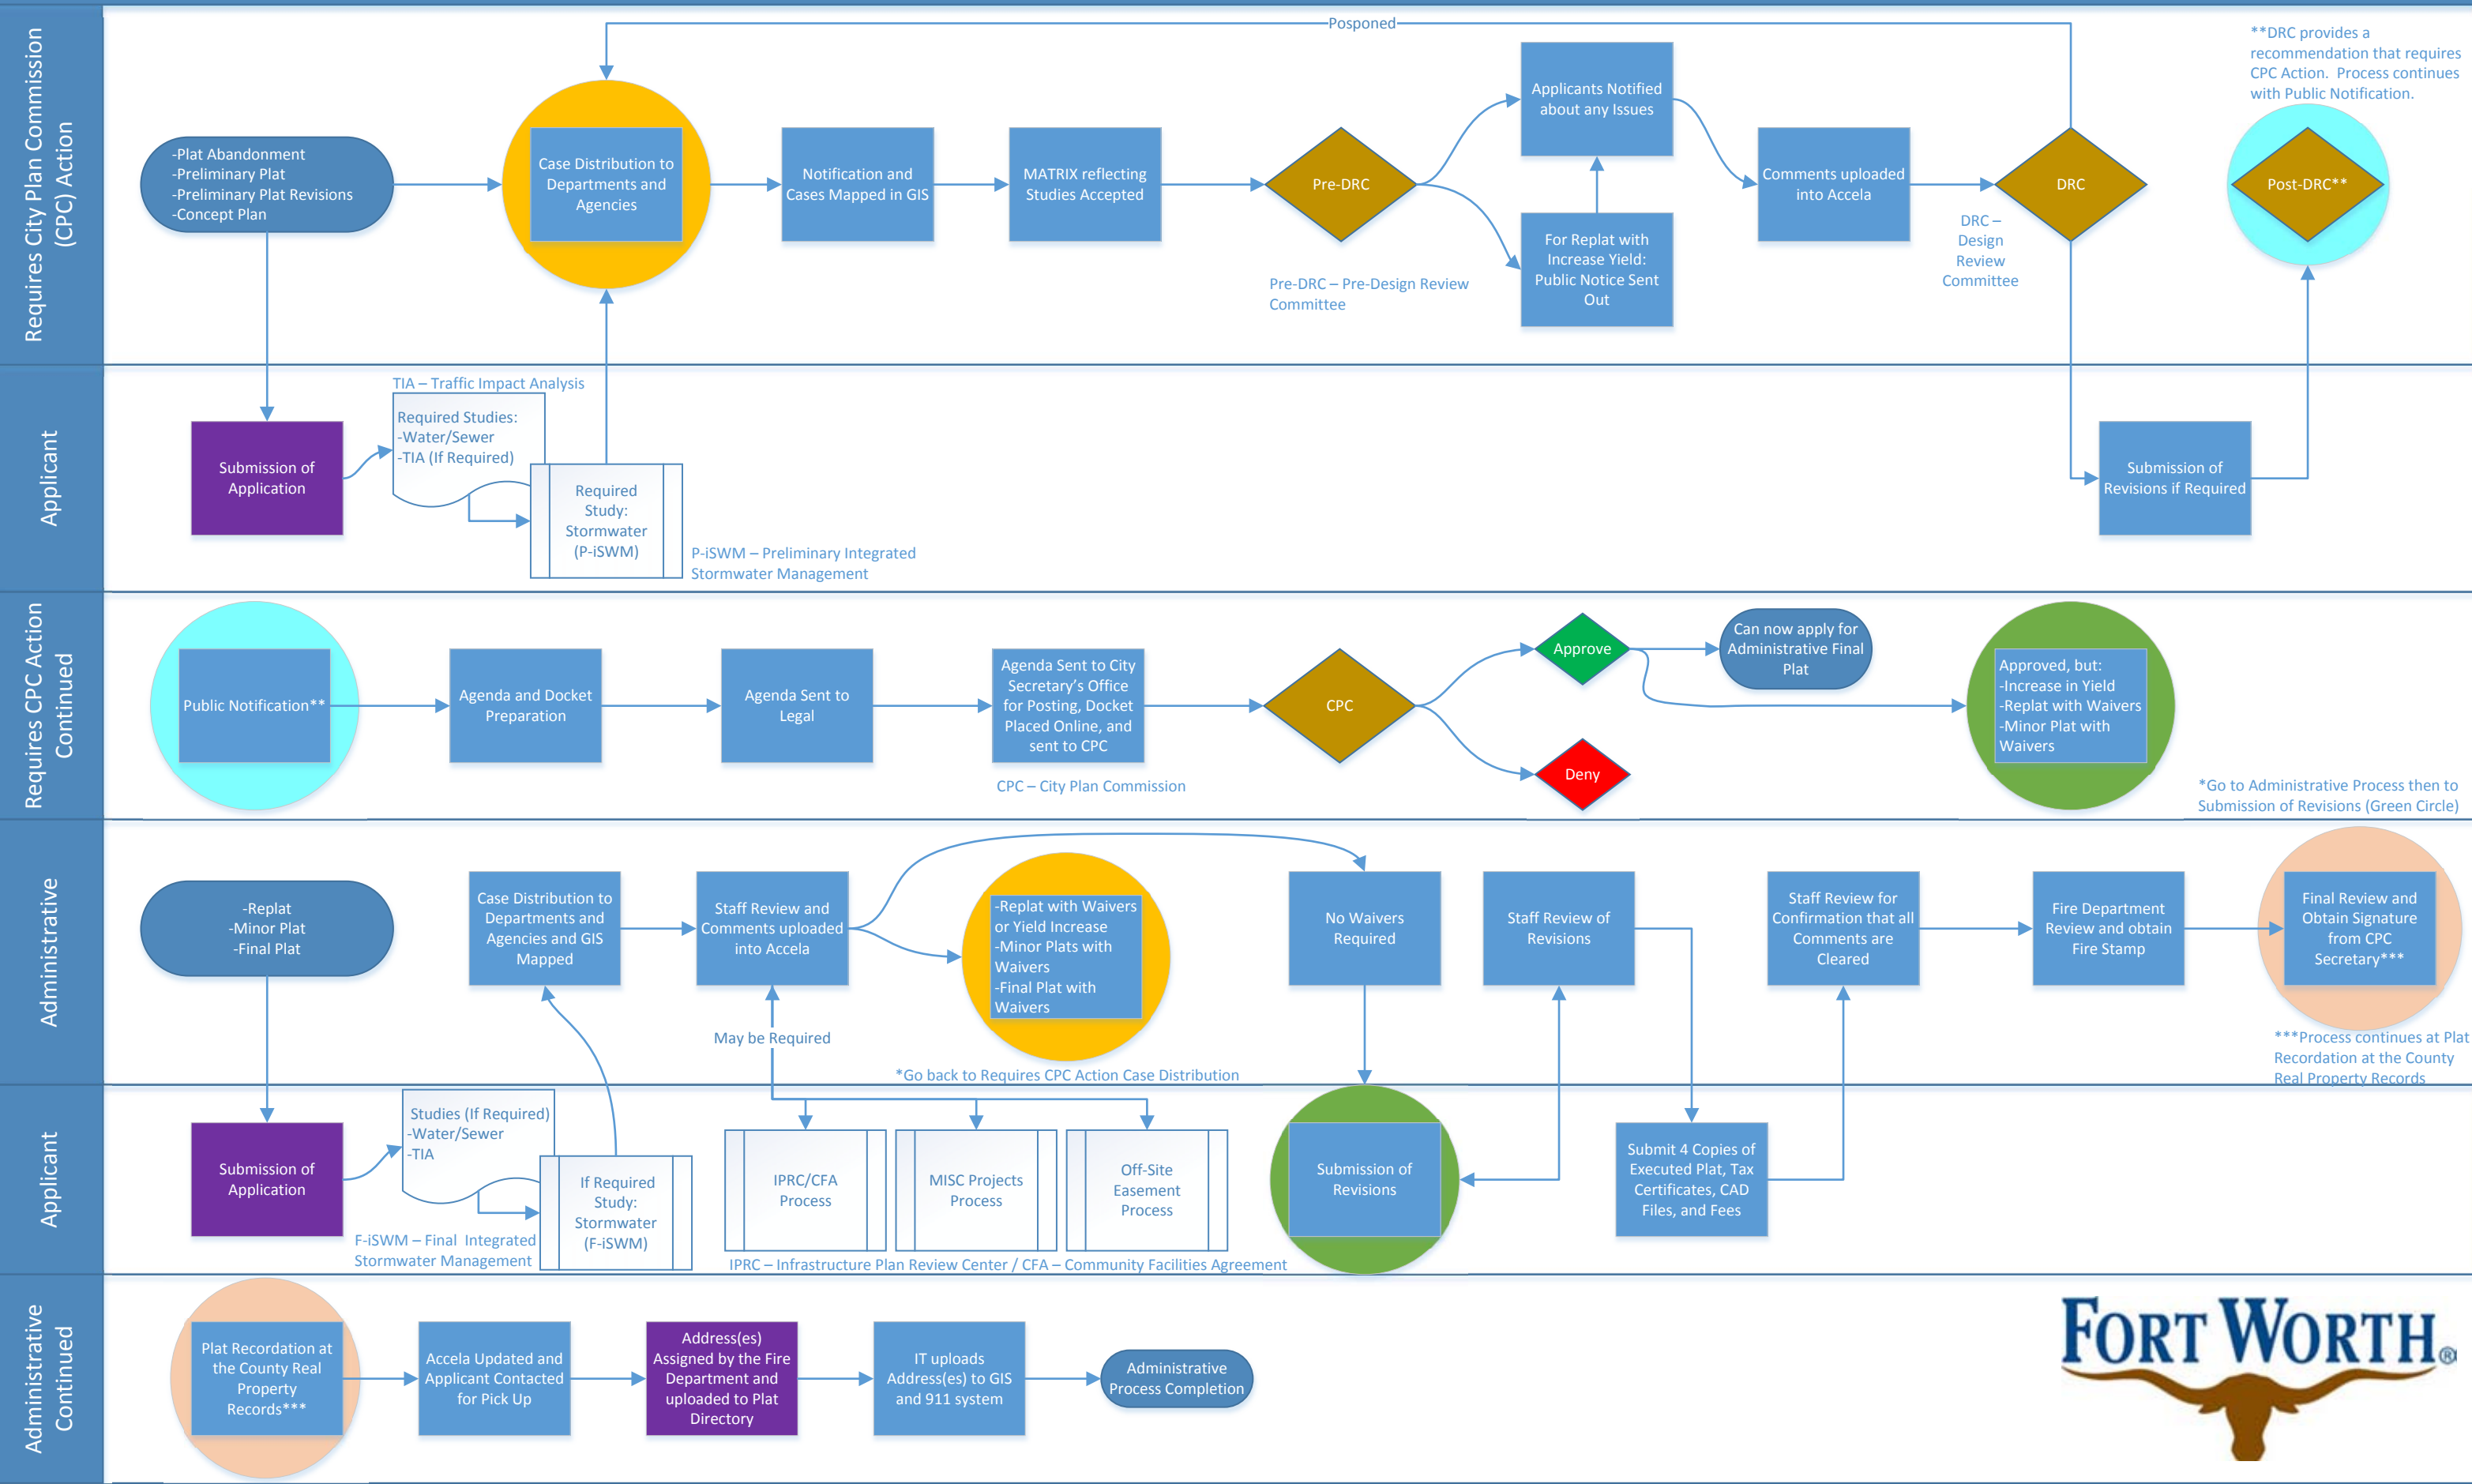 Requires City Plan Commission
(CPC) Action
Posponed
-Plat Abandonment
-Preliminary Plat
-Preliminary Plat Revisions
-Concept Plan
Case Distribution to
Departments and
Agencies
Notification and
Cases Mapped in GIS
MATRIX reflecting
Studies Accepted
Pre-DRC
Pre-DRC – Pre-Design Review
Committee
Applicants Notified
about any Issues
For Replat with
Increase Yield:
Public Notice Sent
Out
Comments uploaded
into Accela
DRC
DRC –
Design
Review
Committee
**DRC provides a
recommendation that requires
CPC Action. Process continues
with Public Notification.
Post-DRC**
Applicant
Submission of
Application
TIA – Traffic Impact Analysis
Required Studies:
-Water/Sewer
-TIA (If Required)
Required
Study:
Stormwater
(P-iSWM)
P-iSWM – Preliminary Integrated
Stormwater Management
Submission of
Revisions if Required
Requires CPC Action
Continued
Public Notification**
Agenda and Docket
Preparation
Agenda Sent to
Legal
Agenda Sent to City
Secretary's Office
for Posting, Docket
Placed Online, and
sent to CPC
CPC – City Plan Commission
CPC
Approve
Deny
Can now apply for
Administrative Final
Plat
Approved, but:
-Increase in Yield
-Replat with Waivers
-Minor Plat with
Waivers
*Go to Administrative Process then to
Submission of Revisions (Green Circle)
Administrative
-Replat
-Minor Plat
-Final Plat
Case Distribution to
Departments and
Agencies and GIS
Mapped
Staff Review and
Comments uploaded
into Accela
May be Required
-Replat with Waivers
or Yield Increase
-Minor Plats with
Waivers
-Final Plat with
Waivers
*Go back to Requires CPC Action Case Distribution
No Waivers
Required
Staff Review of
Revisions
Staff Review for
Confirmation that all
Comments are
Cleared
Fire Department
Review and obtain
Fire Stamp
Final Review and
Obtain Signature
from CPC
Secretary***
***Process continues at Plat
Recordation at the County
Real Property Records
Applicant
Submission of
Application
Studies (If Required)
-Water/Sewer
-TIA
If Required
Study:
Stormwater
(F-iSWM)
F-iSWM – Final Integrated
Stormwater Management
IPRC/CFA
Process
MISC Projects
Process
Off-Site
Easement
Process
IPRC – Infrastructure Plan Review Center / CFA – Community Facilities Agreement
Submission of
Revisions
Submit 4 Copies of
Executed Plat, Tax
Certificates, CAD
Files, and Fees
Administrative
Continued
Plat Recordation at
the County Real
Property
Records***
Accela Updated and
Applicant Contacted
for Pick Up
Address(es)
Assigned by the Fire
Department and
uploaded to Plat
Directory
IT uploads
Address(es) to GIS
and 911 system
Administrative
Process Completion
FORT WORTH®